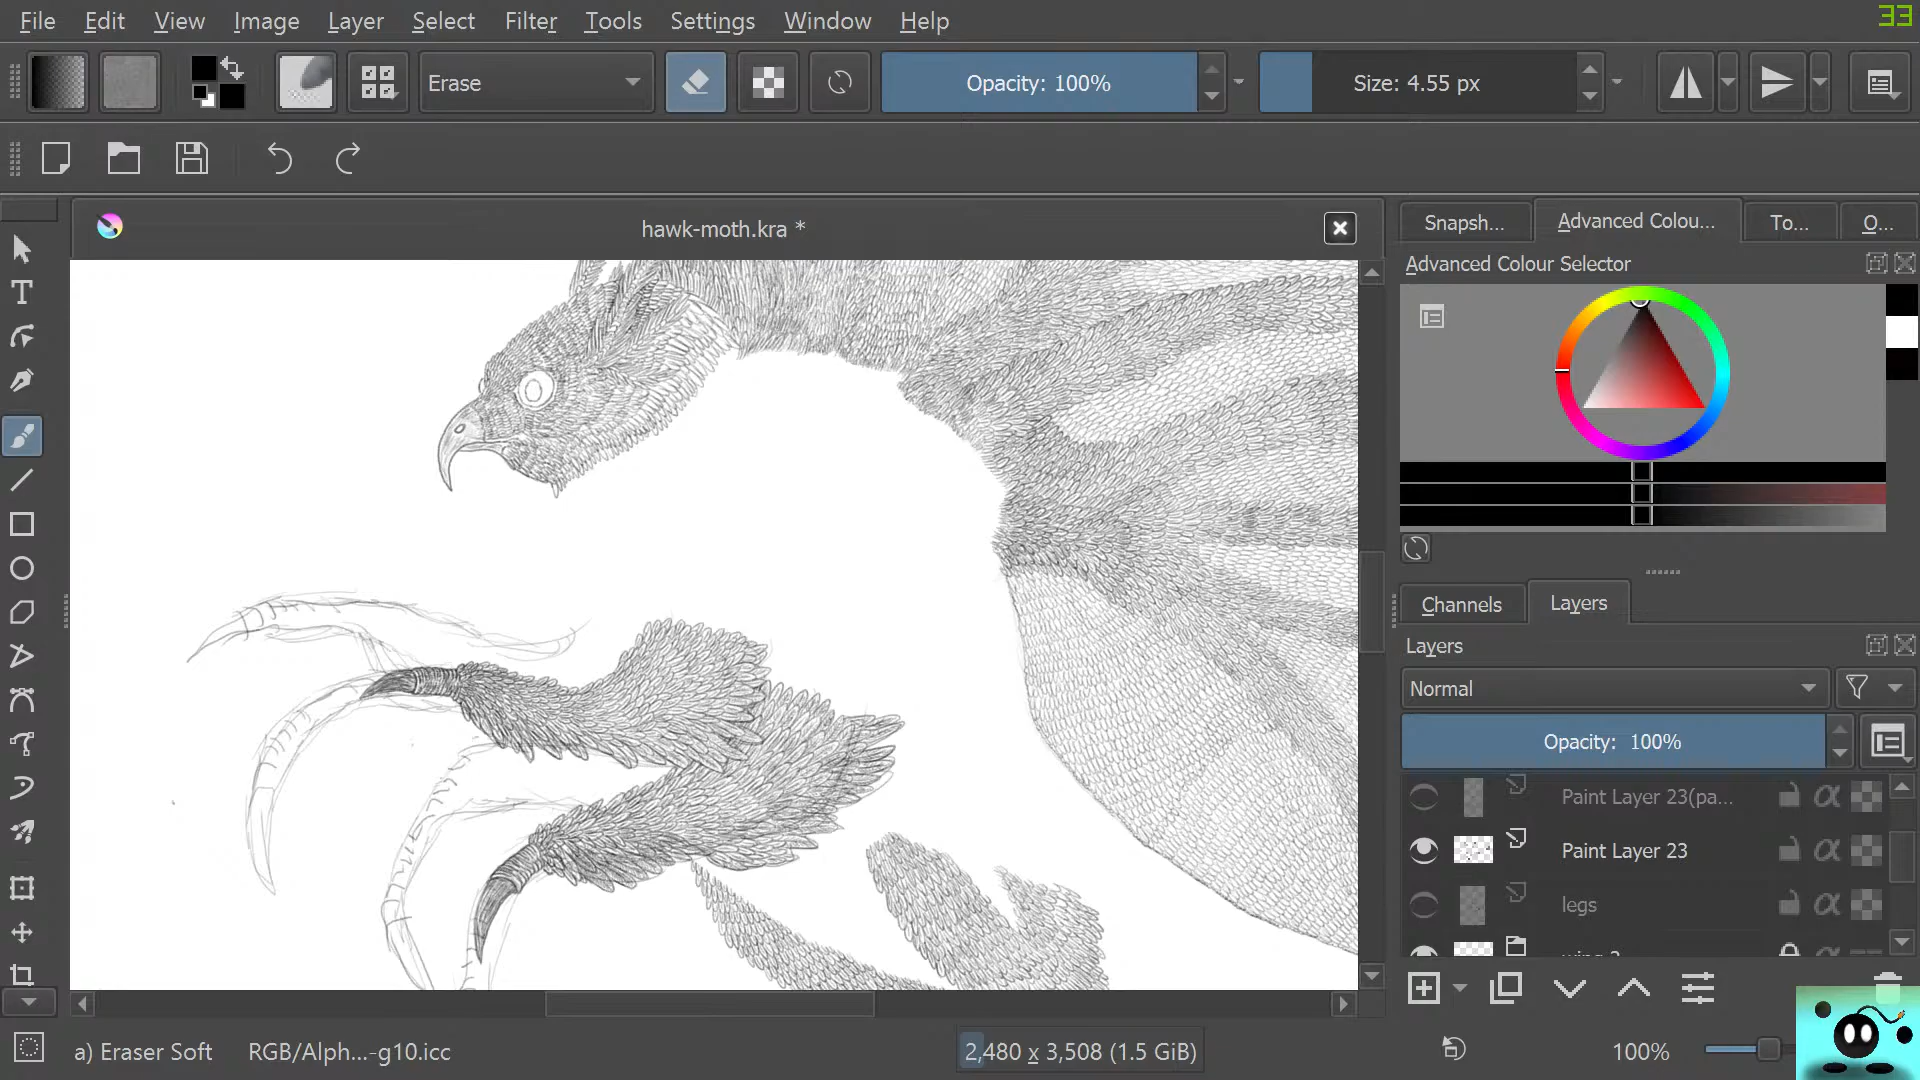 File Edit View Image Layer Select Filter Tools Settings Window Help
33
Erase
Opacity: 100%
Size: 4.55 px
hawk-moth.kra *
Snapsh...
Advanced Colou...
To...
O...
Advanced Colour Selector
Channels
Layers
Layers
Normal
Opacity: 100%
Paint Layer 23(pa...
Paint Layer 23
legs
a) Eraser Soft
RGB/Alph...-g10.icc
2,480 x 3,508 (1.5 GiB)
100%